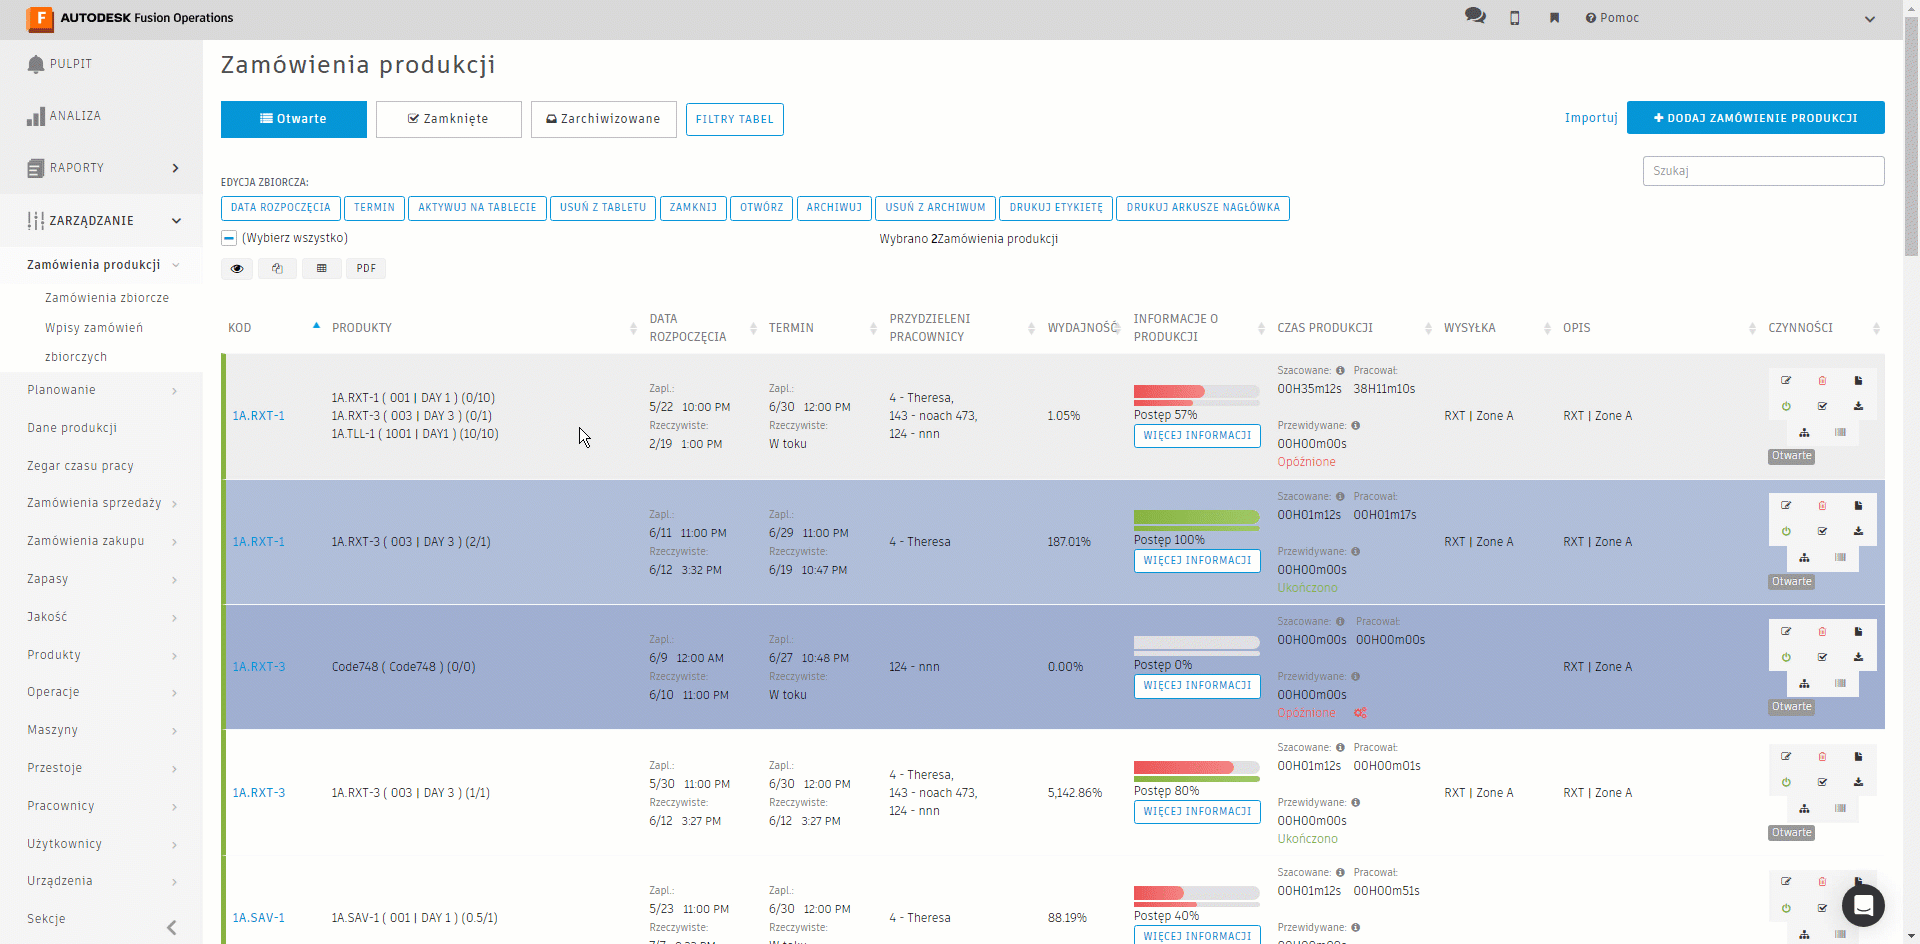 AUTODESK Fusion Operations
Pomoc
PULPIT
ANALIZA
RAPORTY
ZARZĄDZANIE
Zamówienia produkcji
Zamówienia zbiorcze
Wpisy zamówień
zbiorczych
Planowanie
Dane produkcji
Zegar czasu pracy
Zamówienia sprzedaży
Zamówienia zakupu
Zapasy
Jakość
Produkty
Operacje
Maszyny
Przestoje
Pracownicy
Użytkownicy
Urządzenia
Sekcje
Zamówienia produkcji
Otwarte Zamknięte Zarchiwizowane FILTRY TABEL
Importuj DODAJ ZAMÓWIENIE PRODUKCJI
Szukaj
EDYCJA ZBIORCZA:
DATA ROZPOCZĘCIA TERMIN AKTYWUJ NA TABLECIE USUŃ Z TABLETU ZAMKNIJ OTWÓRZ ARCHIWUJ USUŃ Z ARCHIWUM DRUKUJ ETYKIETĘ DRUKUJ ARKUSZE NAGŁÓWKA
(Wybierz wszystko) Wybrano 2Zamówienia produkcji
PDF
KOD PRODUKTY DATA ROZPOCZĘCIA TERMIN PRZYDZIELENI PRACOWNICY WYDAJNOŚĆ INFORMACJE O PRODUKCJI CZAS PRODUKCJI WYSYŁKA OPIS CZYNNOŚCI
1A.RXT-1
1A.RXT-1 ( 001 | DAY 1 ) (0/10)
1A.RXT-3 ( 003 | DAY 3 ) (0/1)
1A.TLL-1 ( 1001 | DAY1 ) (10/10)
Zapl.:
5/22 10:00 PM
Rzeczywiste:
2/19 1:00 PM
Zapl.:
6/30 12:00 PM
Rzeczywiste:
W toku
4 - Theresa,
143 - noach 473,
124 - nnn
1.05%
Postęp 57%
WIĘCEJ INFORMACJI
Szacowane: Pracował:
00H35m12s 38H11m10s
Przewidywane:
00H00m00s
Opóźnione
RXT | Zone A
RXT | Zone A
Otwarte
1A.RXT-1
1A.RXT-3 ( 003 | DAY 3 ) (2/1)
Zapl.:
6/11 11:00 PM
Rzeczywiste:
6/12 3:32 PM
Zapl.:
6/29 11:00 PM
Rzeczywiste:
6/19 10:47 PM
4 - Theresa
187.01%
Postęp 100%
WIĘCEJ INFORMACJI
Szacowane: Pracował:
00H01m12s 00H01m17s
Przewidywane:
00H00m00s
Ukończono
RXT | Zone A
RXT | Zone A
Otwarte
1A.RXT-3
Code748 ( Code748 ) (0/0)
Zapl.:
6/9 12:00 AM
Rzeczywiste:
6/10 11:00 PM
Zapl.:
6/27 10:48 PM
Rzeczywiste:
W toku
124 - nnn
0.00%
Postęp 0%
WIĘCEJ INFORMACJI
Szacowane: Pracował:
00H00m00s 00H00m00s
Przewidywane:
00H00m00s
Opóźnione
RXT | Zone A
Otwarte
1A.RXT-3
1A.RXT-3 ( 003 | DAY 3 ) (1/1)
Zapl.:
5/30 11:00 PM
Rzeczywiste:
6/12 3:27 PM
Zapl.:
6/30 12:00 PM
Rzeczywiste:
6/12 3:27 PM
4 - Theresa,
143 - noach 473,
124 - nnn
5,142.86%
Postęp 80%
WIĘCEJ INFORMACJI
Szacowane: Pracował:
00H01m12s 00H00m01s
Przewidywane:
00H00m00s
Ukończono
RXT | Zone A
RXT | Zone A
Otwarte
1A.SAV-1
1A.SAV-1 ( 001 | DAY 1 ) (0.5/1)
Zapl.:
5/23 11:00 PM
Rzeczywiste:
Zapl.:
6/30 12:00 PM
Rzeczywiste:
4 - Theresa
88.19%
Postęp 40%
WIĘCEJ INFORMACJI
Szacowane: Pracował:
00H01m12s 00H00m51s
Przewidywane: